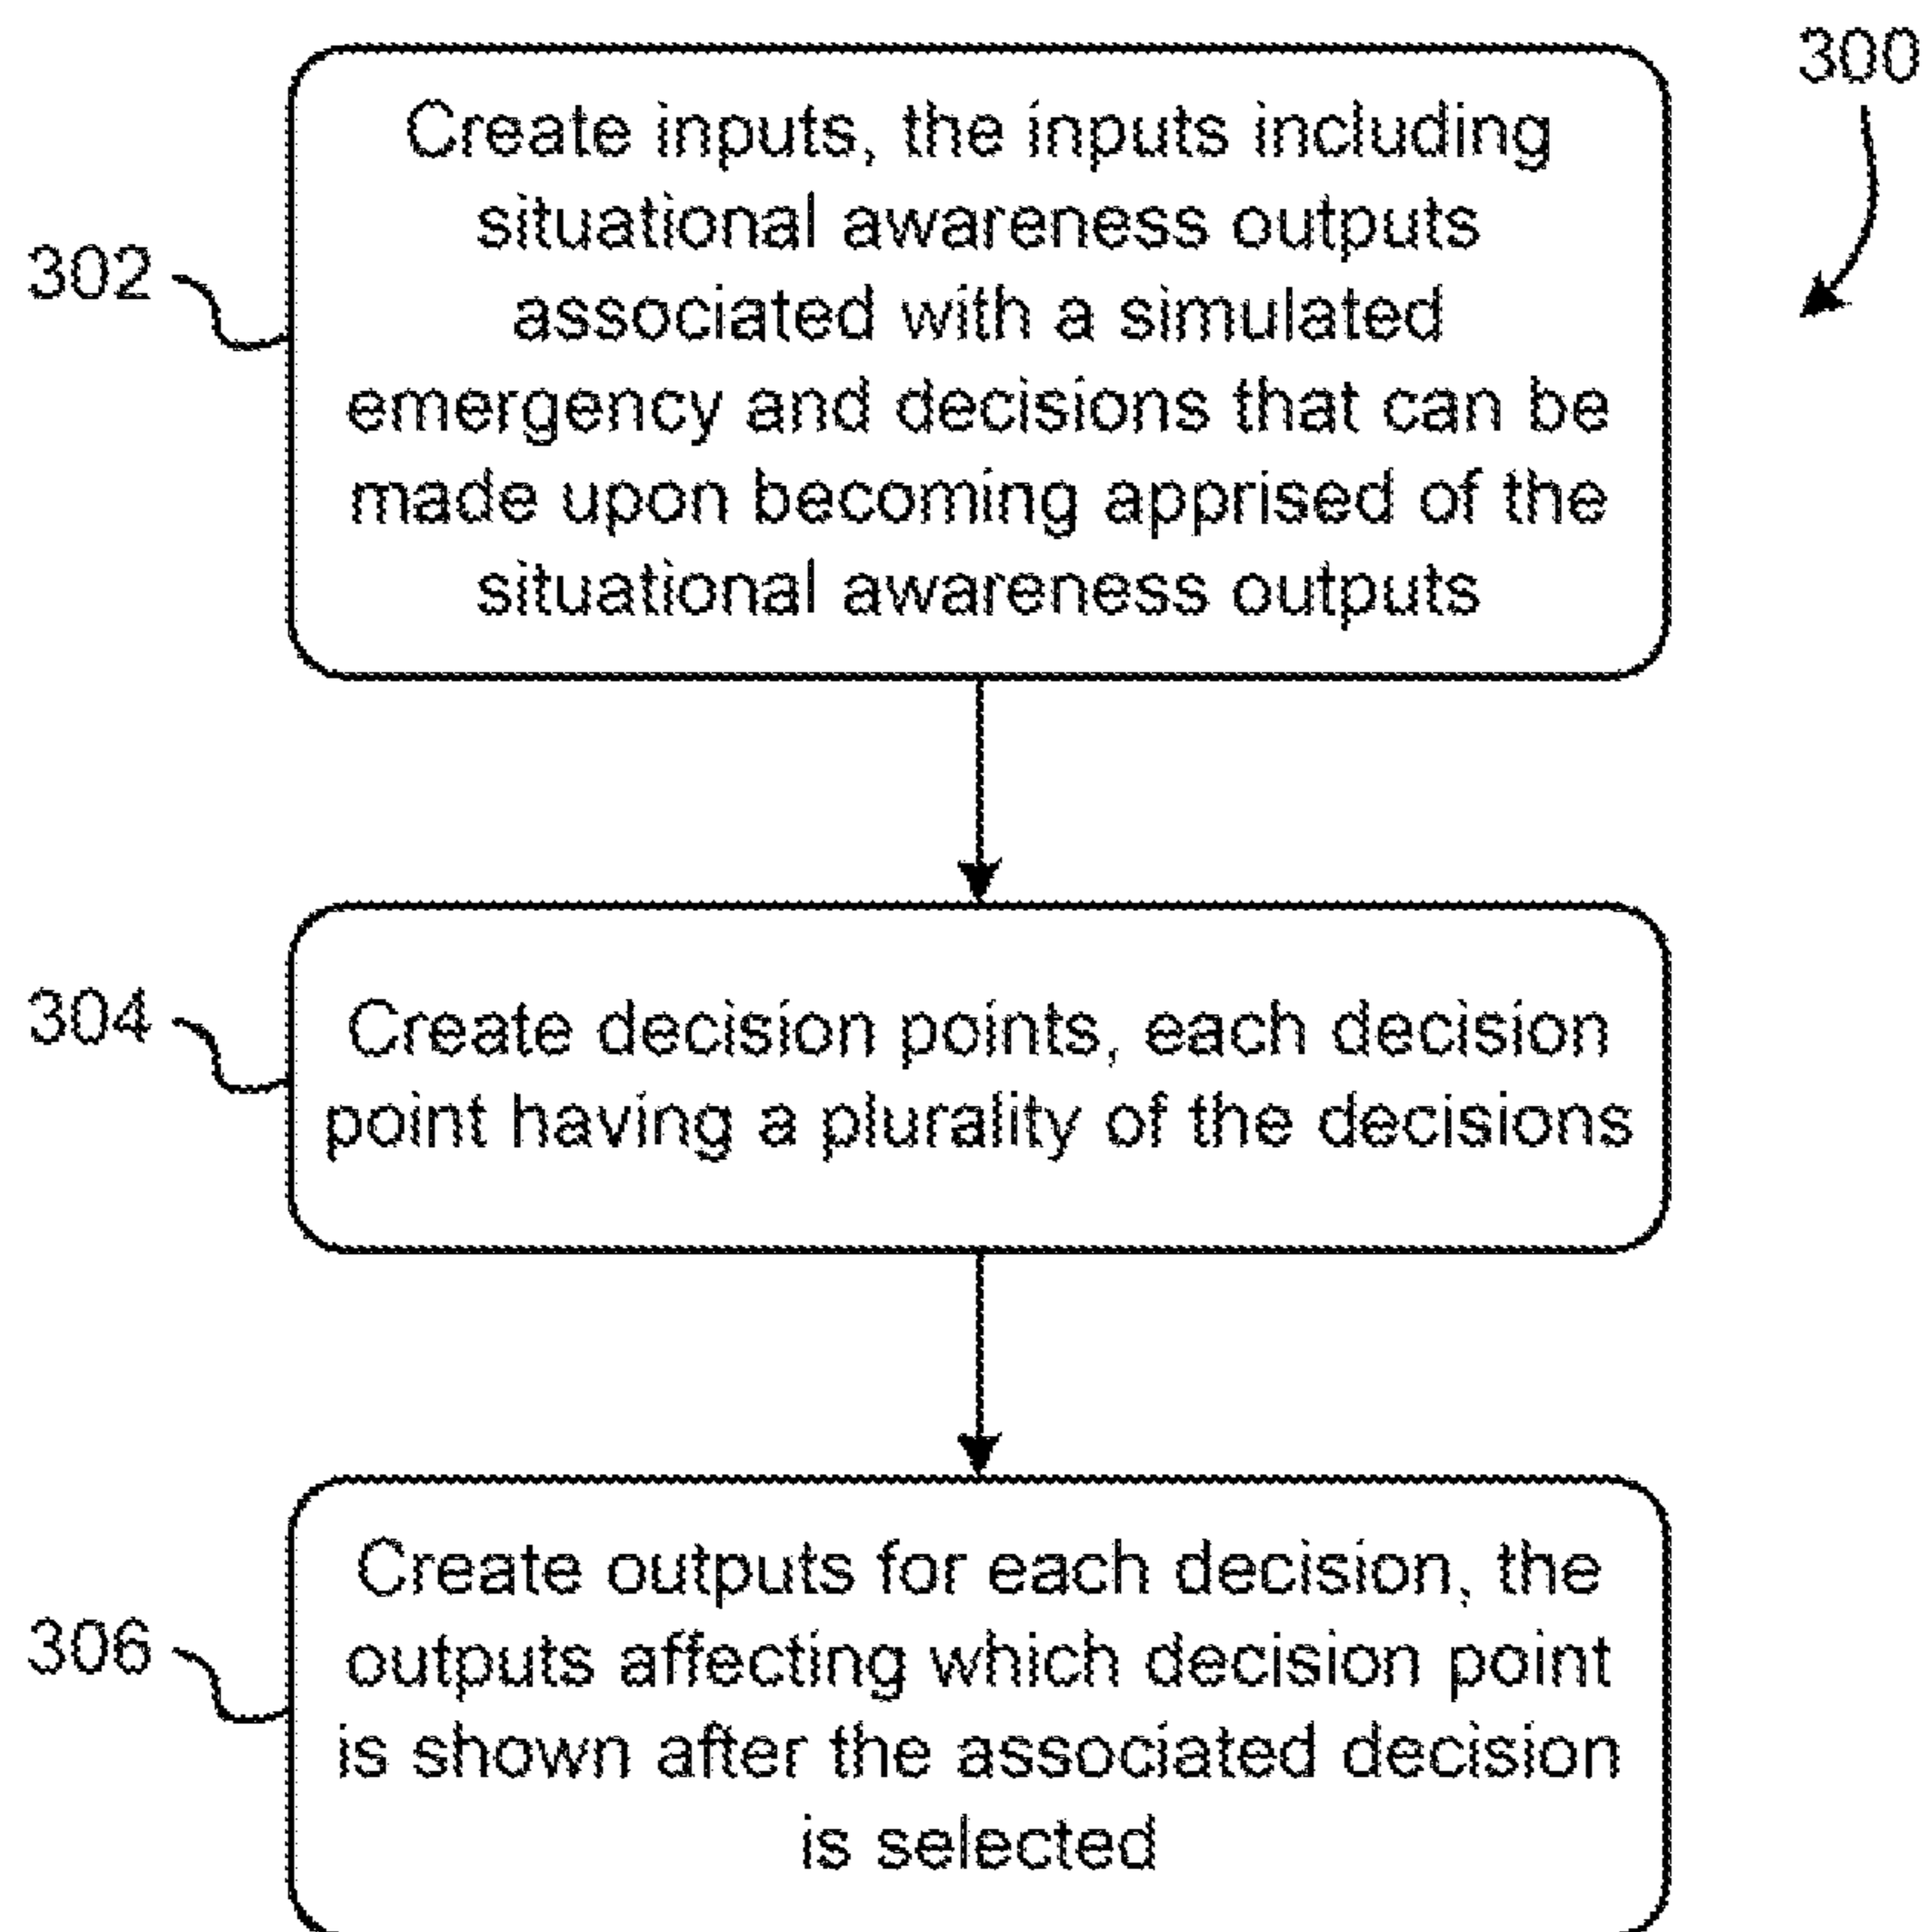 300
302
Create inputs, the inputs including
situational awareness outputs
associated with a simulated
emergency and decisions that can be
made upon becoming apprised of the
situational awareness outputs
304
Create decision points, each decision
point having a plurality of the decisions
306
Create outputs for each decision, the
outputs affecting which decision point
is shown after the associated decision
is selected